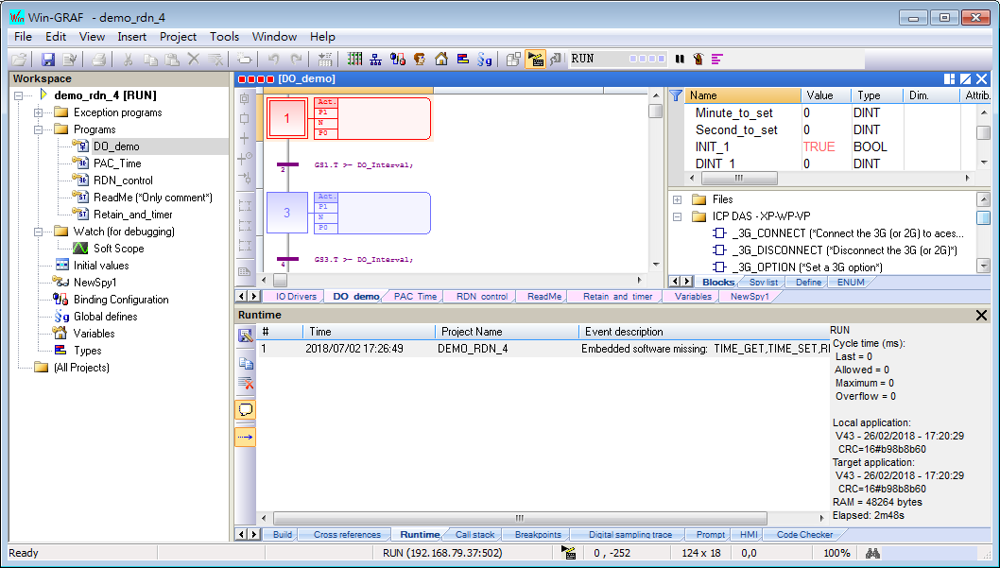 Win-GRAF - demo_rdn_4
File Edit View Insert Project Tools Window Help
RUN
Workspace
demo_rdn_4 [RUN]
Exception programs
Programs
DO_demo
PAC_Time
RDN_control
ReadMe (*Only comment*)
Retain_and_timer
Watch (for debugging)
Soft Scope
Initial values
NewSpy1
Binding Configuration
Global defines
Variables
Types
(All Projects)
[DO_demo]
1
Act.
P1
N
P0
2
GS1.T >= DO_Interval;
3
Act.
P1
N
P0
4
GS3.T >= DO_Interval;
IO Drivers DO_demo PAC_Time RDN_control ReadMe Retain_and_timer Variables NewSpy1
Name Value Type Dim. Attrib.
Minute_to_set 0 DINT
Second_to_set 0 DINT
INIT_1 TRUE BOOL
DINT_1 0 DINT
Files
ICP DAS - XP-WP-VP
_3G_CONNECT (*Connect the 3G (or 2G) to aces...
_3G_DISCONNECT (*Disconnect the 3G (or 2G)*)
_3G_OPTION (*Set a 3G option*)
Blocks Spy list Define ENUM
Runtime
# Time Project Name Event description
1 2018/07/02 17:26:49 DEMO_RDN_4 Embedded software missing: TIME_GET,TIME_SET,R
RUN
Cycle time (ms):
Last = 0
Allowed = 0
Maximum = 0
Overflow = 0
Local application:
V43 - 26/02/2018 - 17:20:29
CRC=16#b98b8b60
Target application:
V43 - 26/02/2018 - 17:20:29
CRC=16#b98b8b60
RAM = 48264 bytes
Elapsed: 2m48s
Build Cross references Runtime Call stack Breakpoints Digital sampling trace Prompt HMI Code Checker
Ready RUN (192.168.79.37:502) 0 , -252 124 x 18 0,0 100%